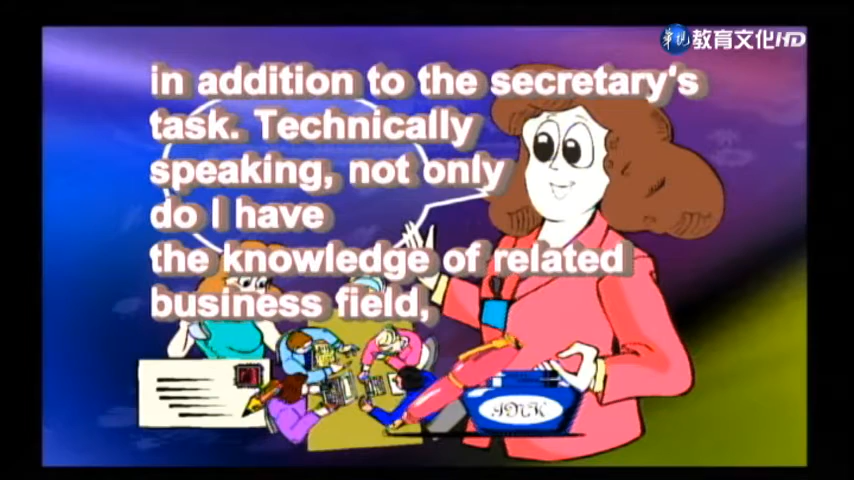 華視教育文化HD
in addition to the secretary's
task. Technically
speaking, not only
do I have
the knowledge of related
business field,